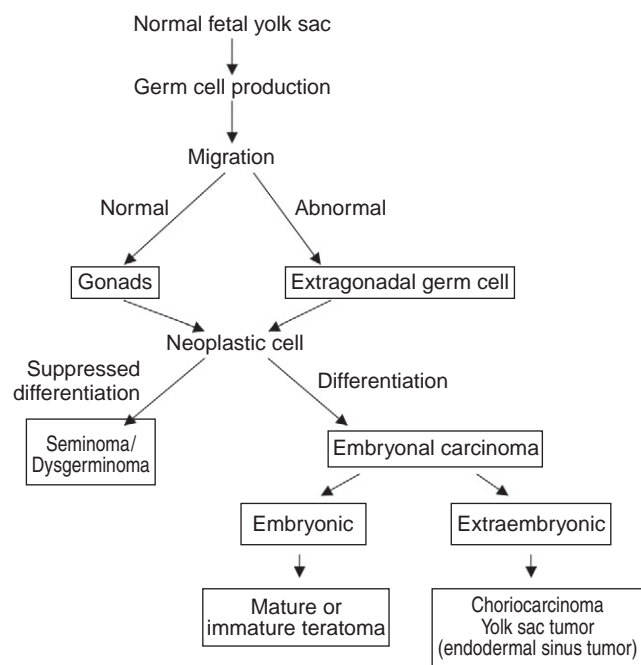 Normal fetal yolk sac
Germ cell production
Migration
Normal
Abnormal
Gonads
Extragonadal germ cell
Neoplastic cell
Suppressed
differentiation
Differentiation
Seminoma/
Dysgerminoma
Embryonal carcinoma
Embryonic
Extraembryonic
Mature or
immature teratoma
Choriocarcinoma
Yolk sac tumor
(endodermal sinus tumor)